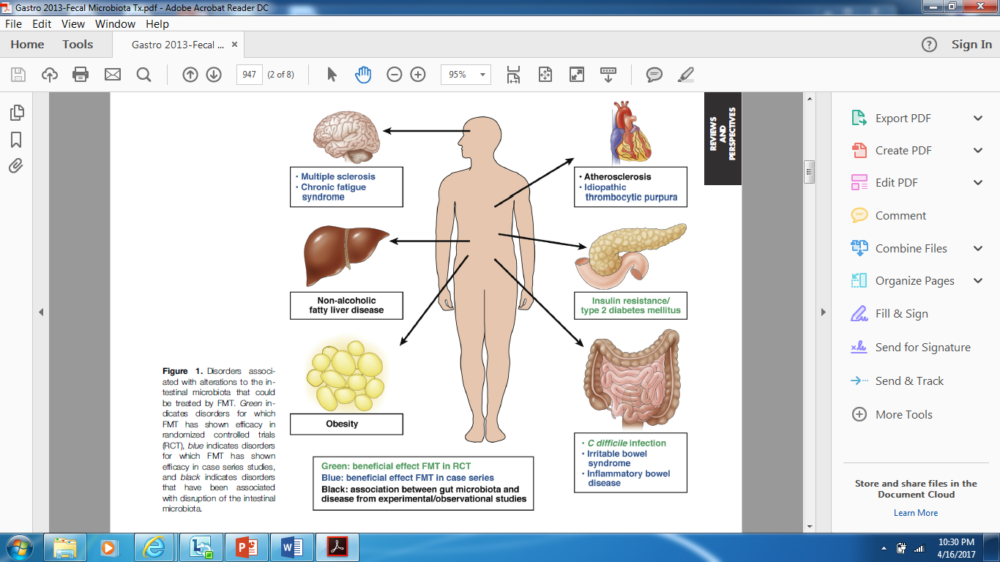 Gastro 2013-Fecal Microbiota Tx.pdf - Adobe Acrobat Reader DC
File Edit View Window Help
Home Tools Gastro 2013-Fecal ... × ? Sign In
947 (2 of 8) 95%
REVIEWS
AND
PERSPECTIVES
• Multiple sclerosis
• Chronic fatigue
syndrome
• Atherosclerosis
• Idiopathic
thrombocytic purpura
Non-alcoholic
fatty liver disease
Insulin resistance/
type 2 diabetes mellitus
Obesity
• C difficile infection
• Irritable bowel
syndrome
• Inflammatory bowel
disease
Green: beneficial effect FMT in RCT
Blue: beneficial effect FMT in case series
Black: association between gut microbiota and
disease from experimental/observational studies
Figure 1. Disorders associ-
ated with alterations to the in-
testinal microbiota that could
be treated by FMT. Green in-
dicates disorders for which
FMT has shown efficacy in
randomized controlled trials
(RCT), blue indicates disorders
for which FMT has shown
efficacy in case series studies,
and black indicates disorders
that have been associated
with disruption of the intestinal
microbiota.
Export PDF
Create PDF
Edit PDF
Comment
Combine Files
Organize Pages
Fill & Sign
Send for Signature
Send & Track
More Tools
Store and share files in the
Document Cloud
Learn More
10:30 PM
4/16/2017